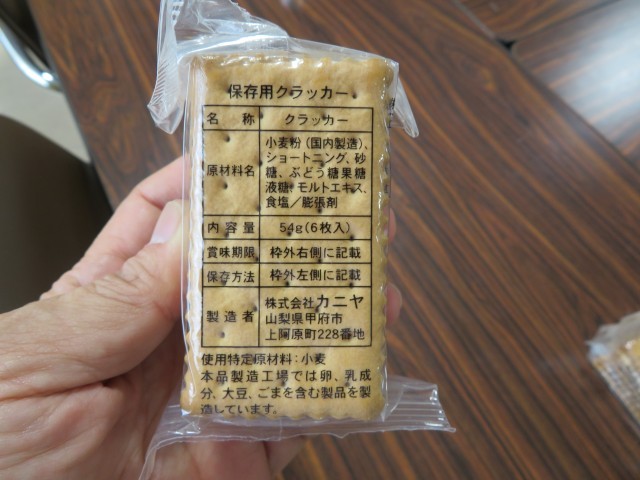 保存用クラッカー
名 称 クラッカー
原材料名 小麦粉(国内製造)、
ショートニング、砂
糖、ぶどう糖果糖
液糖、モルトエキス、
食塩/膨張剤
内容量 54g(6枚入)
賞味期限 枠外右側に記載
保存方法 枠外左側に記載
製造者 株式会社 カニヤ
山梨県甲府市
上阿原町228番地
使用特定原材料:小麦
本品製造工場では卵、乳成
分、大豆、ごまを含む製品を製
造しています。